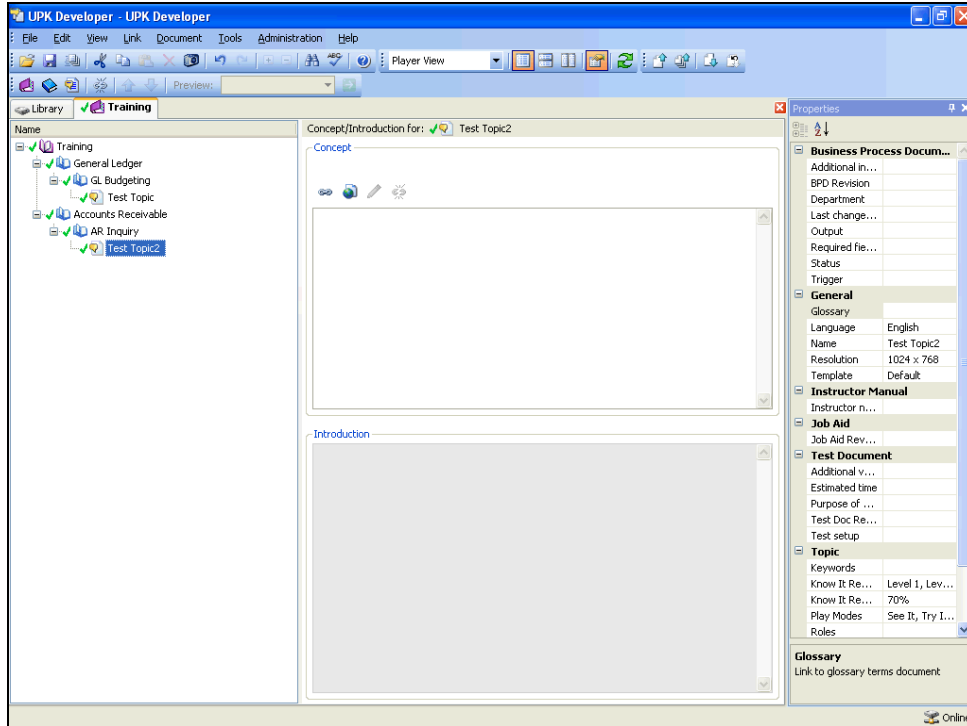 UPK Developer - UPK Developer
File Edit View Link Document Tools Administration Help
Player View
Preview:
Library Training
Name
Training
General Ledger
GL Budgeting
Test Topic
Accounts Receivable
AR Inquiry
Test Topic2
Concept/Introduction for: Test Topic2
Concept
Introduction
Properties
Business Process Docum...
Additional in...
BPD Revision
Department
Last change...
Output
Required fie...
Status
Trigger
General
Glossary
Language English
Name Test Topic2
Resolution 1024 x 768
Template Default
Instructor Manual
Instructor n...
Job Aid
Job Aid Rev...
Test Document
Additional v...
Estimated time
Purpose of ...
Test Doc Re...
Test setup
Topic
Keywords
Know It Re... Level 1, Lev...
Know It Re... 70%
Play Modes See It, Try I...
Roles
Glossary
Link to glossary terms document
Online